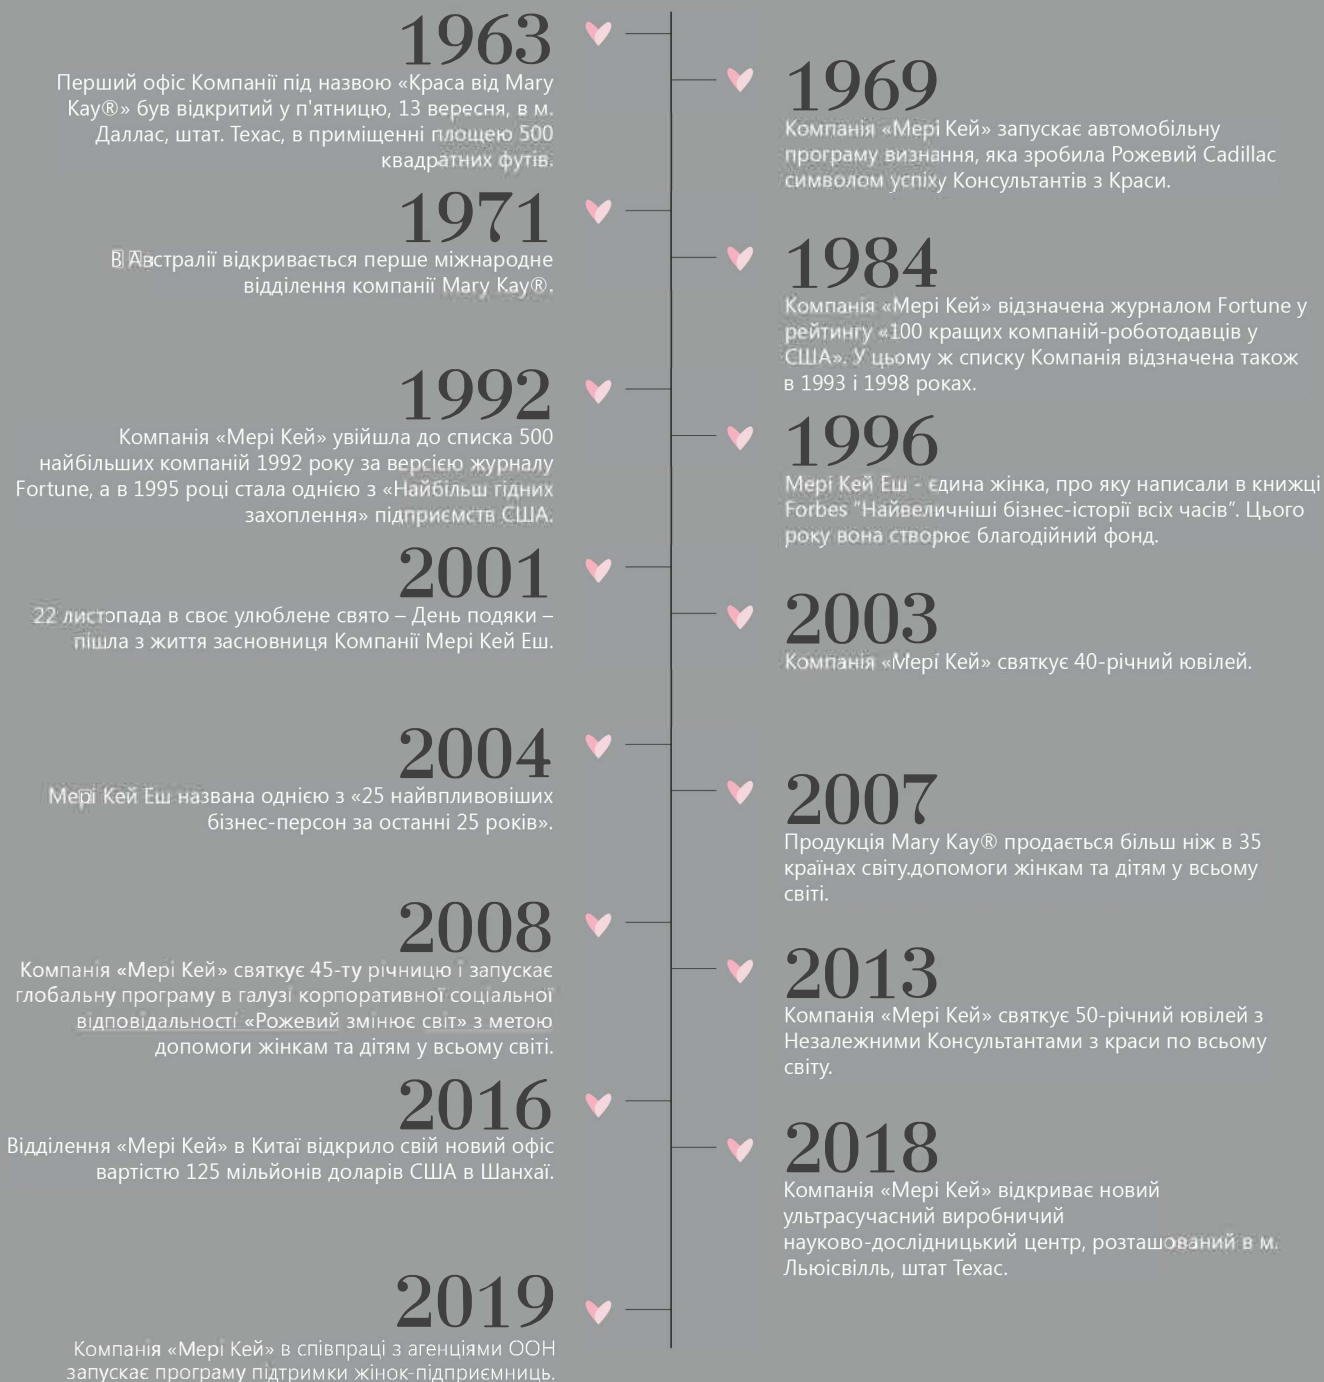 1963
Перший офіс Компанії під назвою «Краса від Mary
Kay®» був відкритий у п'ятницю, 13 вересня, в м.
Даллас, штат. Техас, в приміщенні площею 500
квадратних футів.
1969
Компанія «Мері Кей» запускає автомобільну
програму визнання, яка зробила Рожевий Cadillac
символом успіху Консультантів з Краси.
1971
В Австралії відкривається перше міжнародне
відділення компанії Mary Kay®.
1984
Компанія «Мері Кей» відзначена журналом Fortune у
рейтингу «100 кращих компаній-роботодавців у
США». У цьому ж списку Компанія відзначена також
в 1993 і 1998 роках.
1992
Компанія «Мері Кей» увійшла до списка 500
найбільших компаній 1992 року за версією журналу
Fortune, а в 1995 році стала однією з «Найбільш гідних
захоплення» підприємств США.
1996
Мері Кей Еш - єдина жінка, про яку написали в книжці
Forbes “Найвеличніші бізнес-історії всіх часів”. Цього
року вона створює благодійний фонд.
2001
22 листопада в своє улюблене свято – День подяки –
пішла з життя засновниця Компанії Мері Кей Еш.
2003
Компанія «Мері Кей» святкує 40-річний ювілей.
2004
Мері Кей Еш названа однією з «25 найвпливовіших
бізнес-персон за останні 25 років».
2007
Продукція Mary Kay® продається більш ніж в 35
країнах світу.допомоги жінкам та дітям у всьому
світі.
2008
Компанія «Мері Кей» святкує 45-ту річницю і запускає
глобальну програму в галузі корпоративної соціальної
відповідальності «Рожевий змінює світ» з метою
допомоги жінкам та дітям у всьому світі.
2013
Компанія «Мері Кей» святкує 50-річний ювілей з
Незалежними Консультантами з краси по всьому
світу.
2016
Відділення «Мері Кей» в Китаї відкрило свій новий офіс
вартістю 125 мільйонів доларів США в Шанхаї.
2018
Компанія «Мері Кей» відкриває новий
ультрасучасний виробничий
науково-дослідницький центр, розташований в м.
Льюісвілль, штат Техас.
2019
Компанія «Мері Кей» в співпраці з агенціями ООН
запускає програму підтримки жінок-підприємниць.